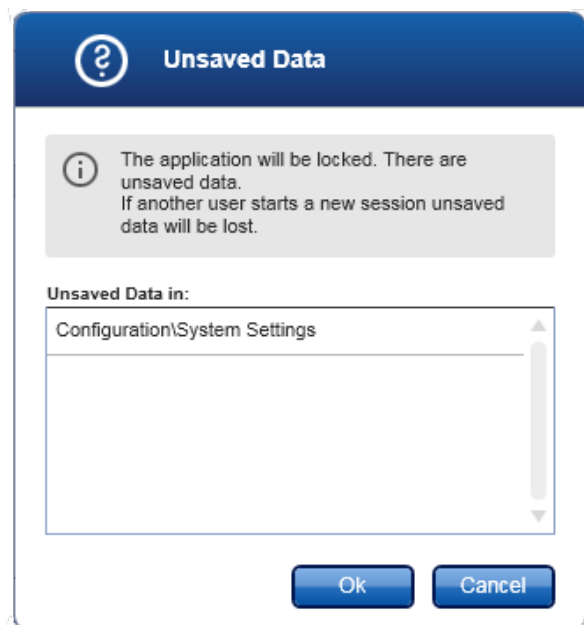 Unsaved Data
The application will be locked. There are
unsaved data.
If another user starts a new session unsaved
data will be lost.
Unsaved Data in:
Configuration\System Settings
Ok
Cancel